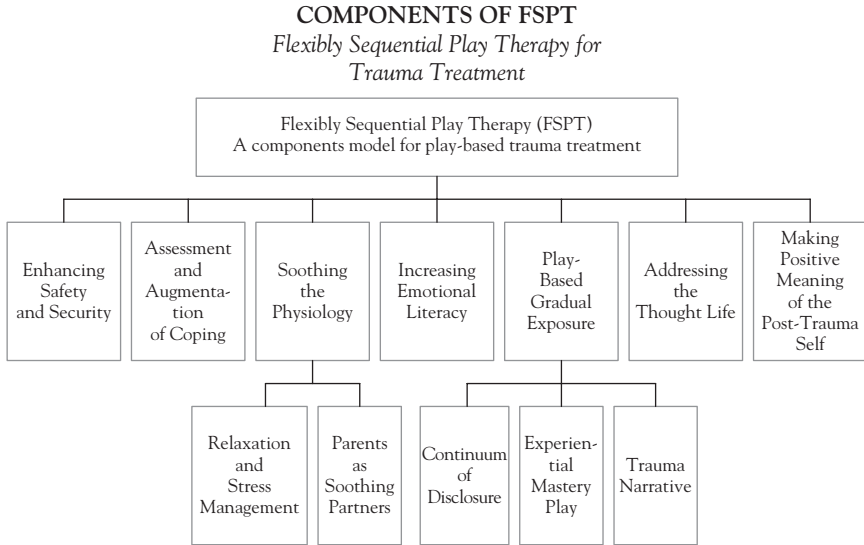 COMPONENTS OF FSPT
Flexibly Sequential Play Therapy for
Trauma Treatment
Flexibly Sequential Play Therapy (FSPT)
A components model for play-based trauma treatment
Enhancing
Safety
and Security
Assessment
and
Augmenta-
tion
of Coping
Soothing
the
Physiology
Increasing
Emotional
Literacy
Play-
Based
Gradual
Exposure
Addressing
the
Thought Life
Making
Positive
Meaning
of the
Post-Trauma
Self
Relaxation
and
Stress
Management
Parents
as
Soothing
Partners
Continuum
of
Disclosure
Experien-
tial
Mastery
Play
Trauma
Narrative